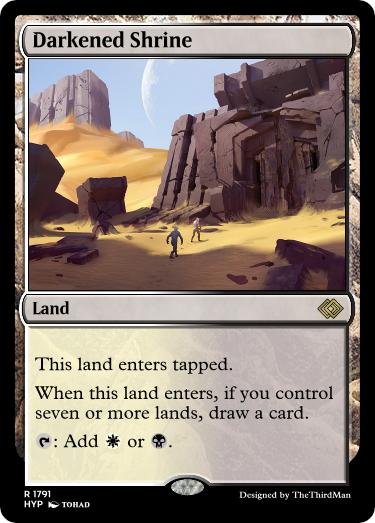 Darkened Shrine
Land
This land enters tapped.
When this land enters, if you control
seven or more lands, draw a card.
: Add or .
R 1791
HYP TOHAD
Designed by TheThirdMan